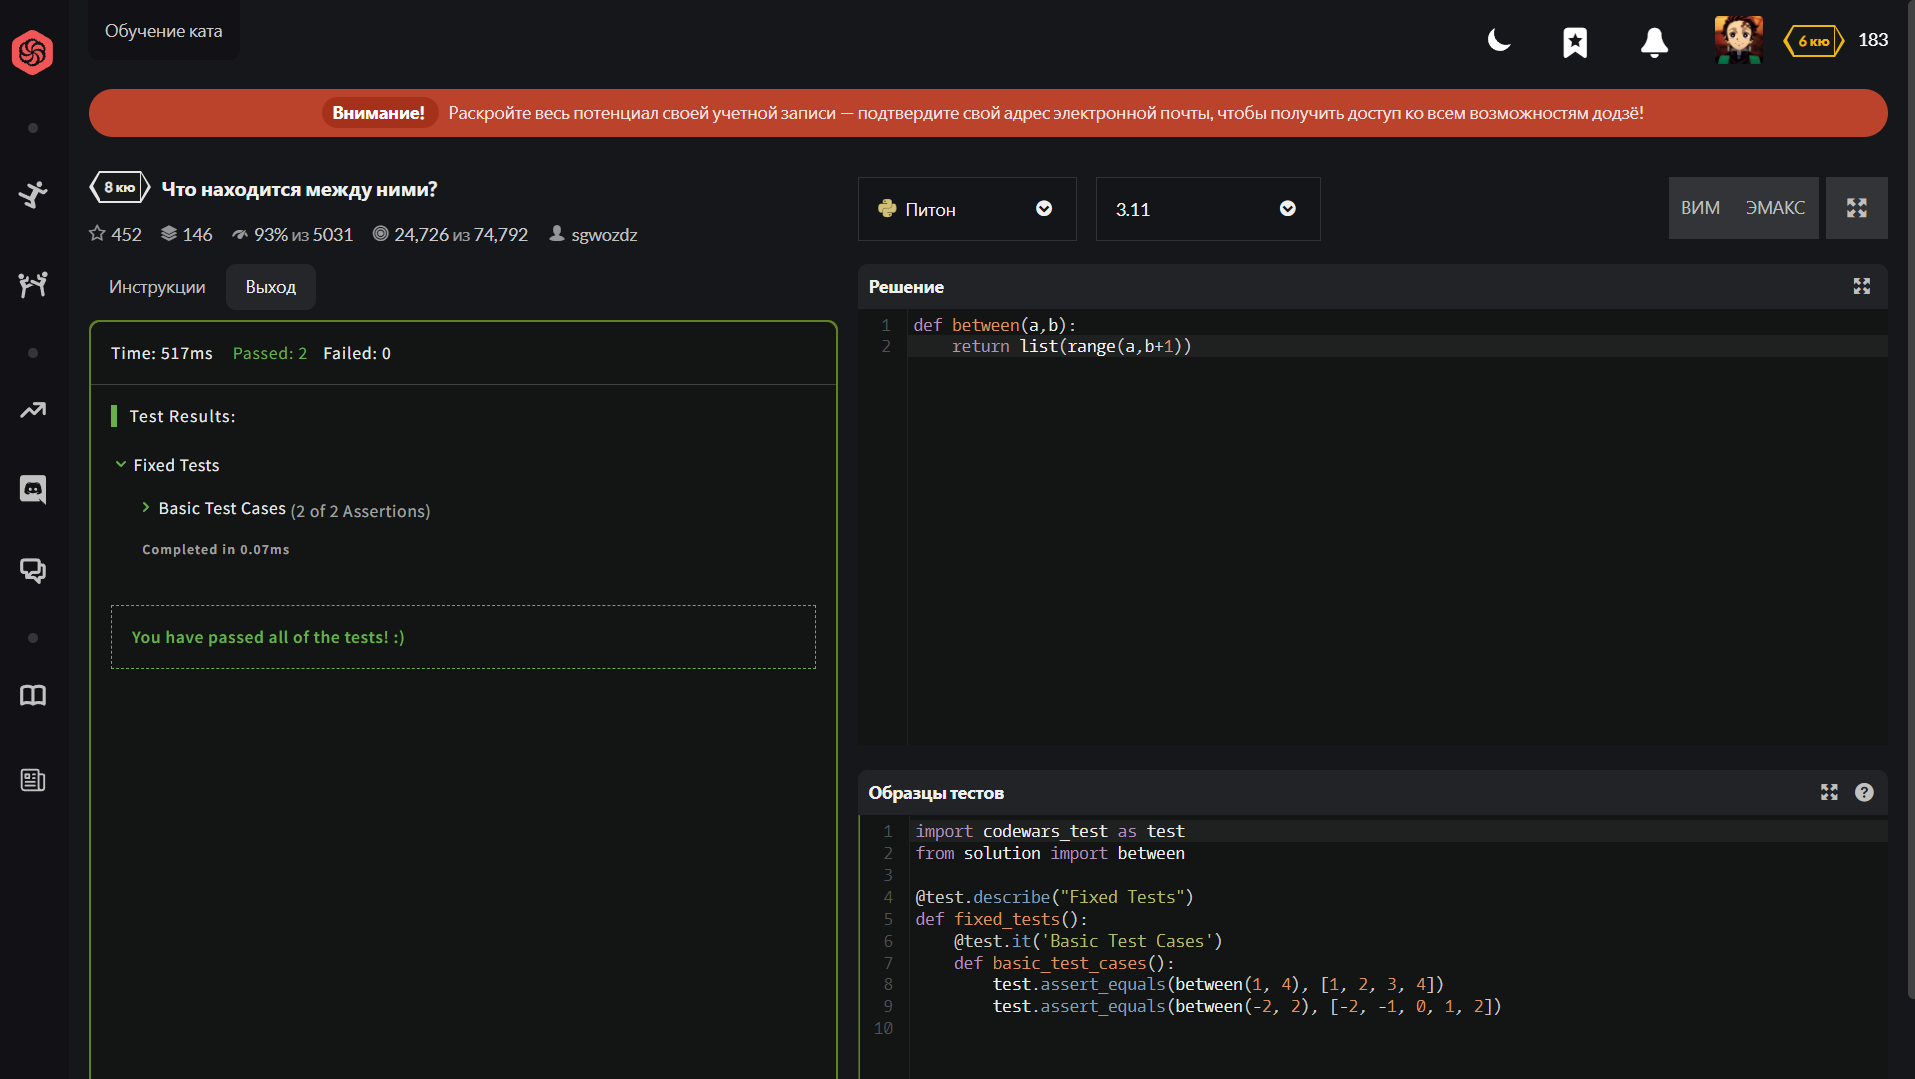 Обучение ката
6 кю
183
Внимание! Раскройте весь потенциал своей учетной записи — подтвердите свой адрес электронной почты, чтобы получить доступ ко всем возможностям додзё!
8 кю Что находится между ними?
452 146 93% из 5031 24,726 из 74,792 sgwozdz
Питон
3.11
ВИМ ЭМАКС
Инструкции Выход
Time: 517ms Passed: 2 Failed: 0
Test Results:
Fixed Tests
Basic Test Cases (2 of 2 Assertions)
Completed in 0.07ms
You have passed all of the tests! :)
Решение
1 def between(a,b):
2     return list(range(a,b+1))
Образцы тестов
1 import codewars_test as test
2 from solution import between
3
4 @test.describe("Fixed Tests")
5 def fixed_tests():
6     @test.it('Basic Test Cases')
7     def basic_test_cases():
8         test.assert_equals(between(1, 4), [1, 2, 3, 4])
9         test.assert_equals(between(-2, 2), [-2, -1, 0, 1, 2])
10